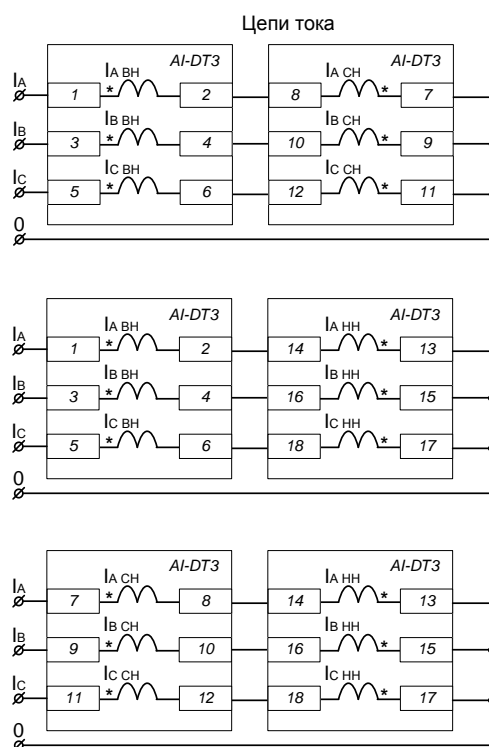 Цепи тока
AI-DT3 AI-DT3
IA 1 * IA ВН 2 8 IA СН * 7
IB 3 * IB ВН 4 10 IB СН * 9
IC 5 * IC ВН 6 12 IC СН * 11
0
AI-DT3 AI-DT3
IA 1 * IA ВН 2 14 IA НН * 13
IB 3 * IB ВН 4 16 IB НН * 15
IC 5 * IC ВН 6 18 IC НН * 17
0
AI-DT3 AI-DT3
IA 7 * IA СН 8 14 IA НН * 13
IB 9 * IB СН 10 16 IB НН * 15
IC 11 * IC СН 12 18 IC НН * 17
0